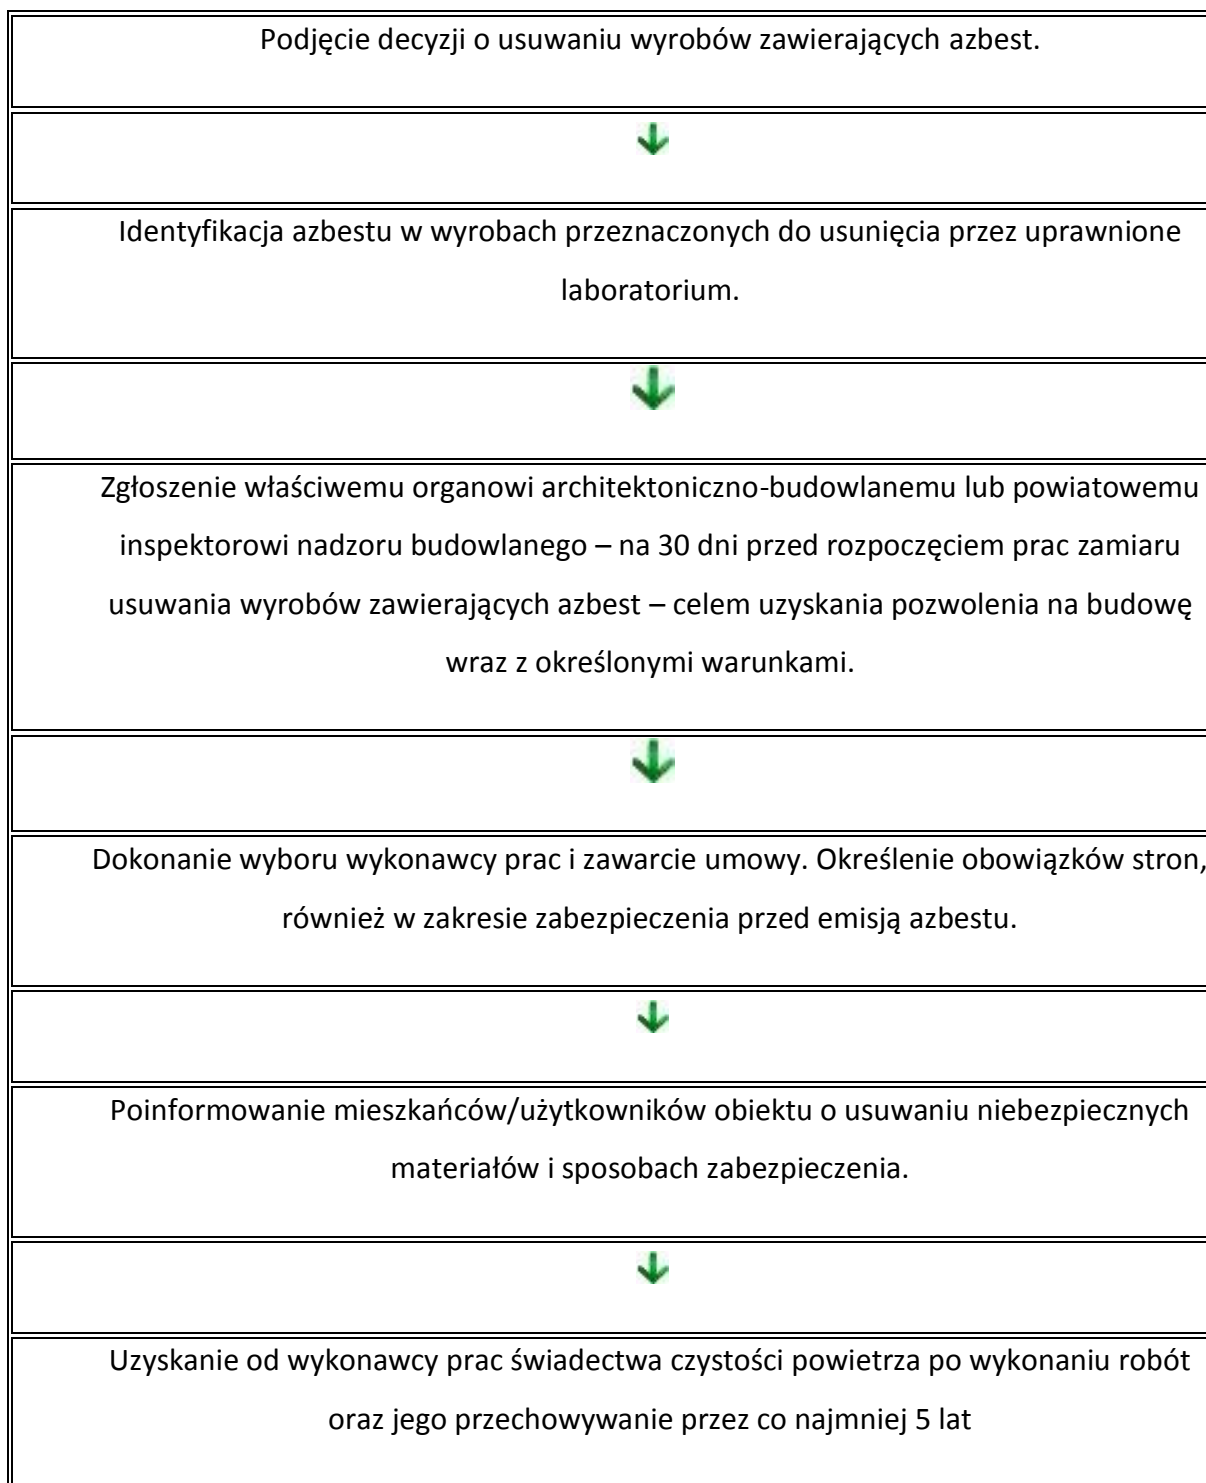 Podjęcie decyzji o usuwaniu wyrobów zawierających azbest.
Identyfikacja azbestu w wyrobach przeznaczonych do usunięcia przez uprawnione
laboratorium.
Zgłoszenie właściwemu organowi architektoniczno-budowlanemu lub powiatowemu
inspektorowi nadzoru budowlanego – na 30 dni przed rozpoczęciem prac zamiaru
usuwania wyrobów zawierających azbest – celem uzyskania pozwolenia na budowę
wraz z określonymi warunkami.
Dokonanie wyboru wykonawcy prac i zawarcie umowy. Określenie obowiązków stron,
również w zakresie zabezpieczenia przed emisją azbestu.
Poinformowanie mieszkańców/użytkowników obiektu o usuwaniu niebezpiecznych
materiałów i sposobach zabezpieczenia.
Uzyskanie od wykonawcy prac świadectwa czystości powietrza po wykonaniu robót
oraz jego przechowywanie przez co najmniej 5 lat